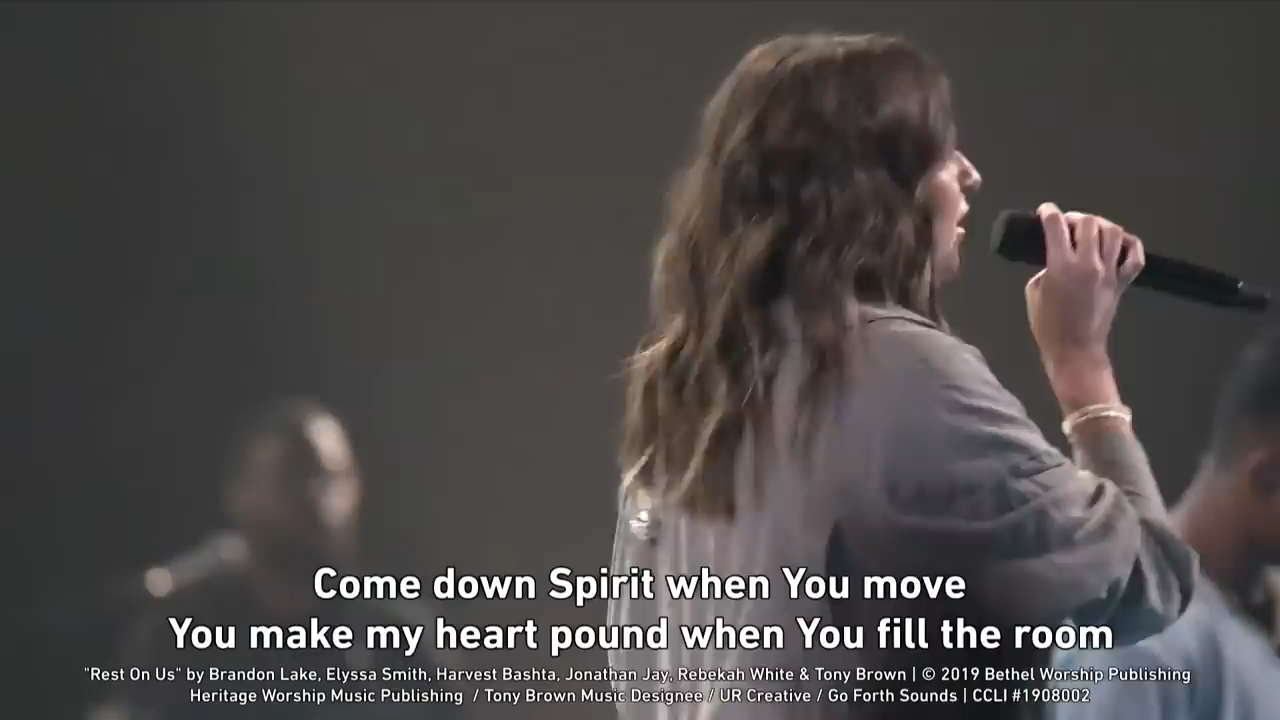 Come down Spirit when You move
You make my heart pound when You fill the room
"Rest On Us" by Brandon Lake, Elyssa Smith, Harvest Bashta, Jonathan Jay, Rebekah White & Tony Brown | © 2019 Bethel Worship Publishing
Heritage Worship Music Publishing / Tony Brown Music Designee / UR Creative / Go Forth Sounds | CCLI #1908002